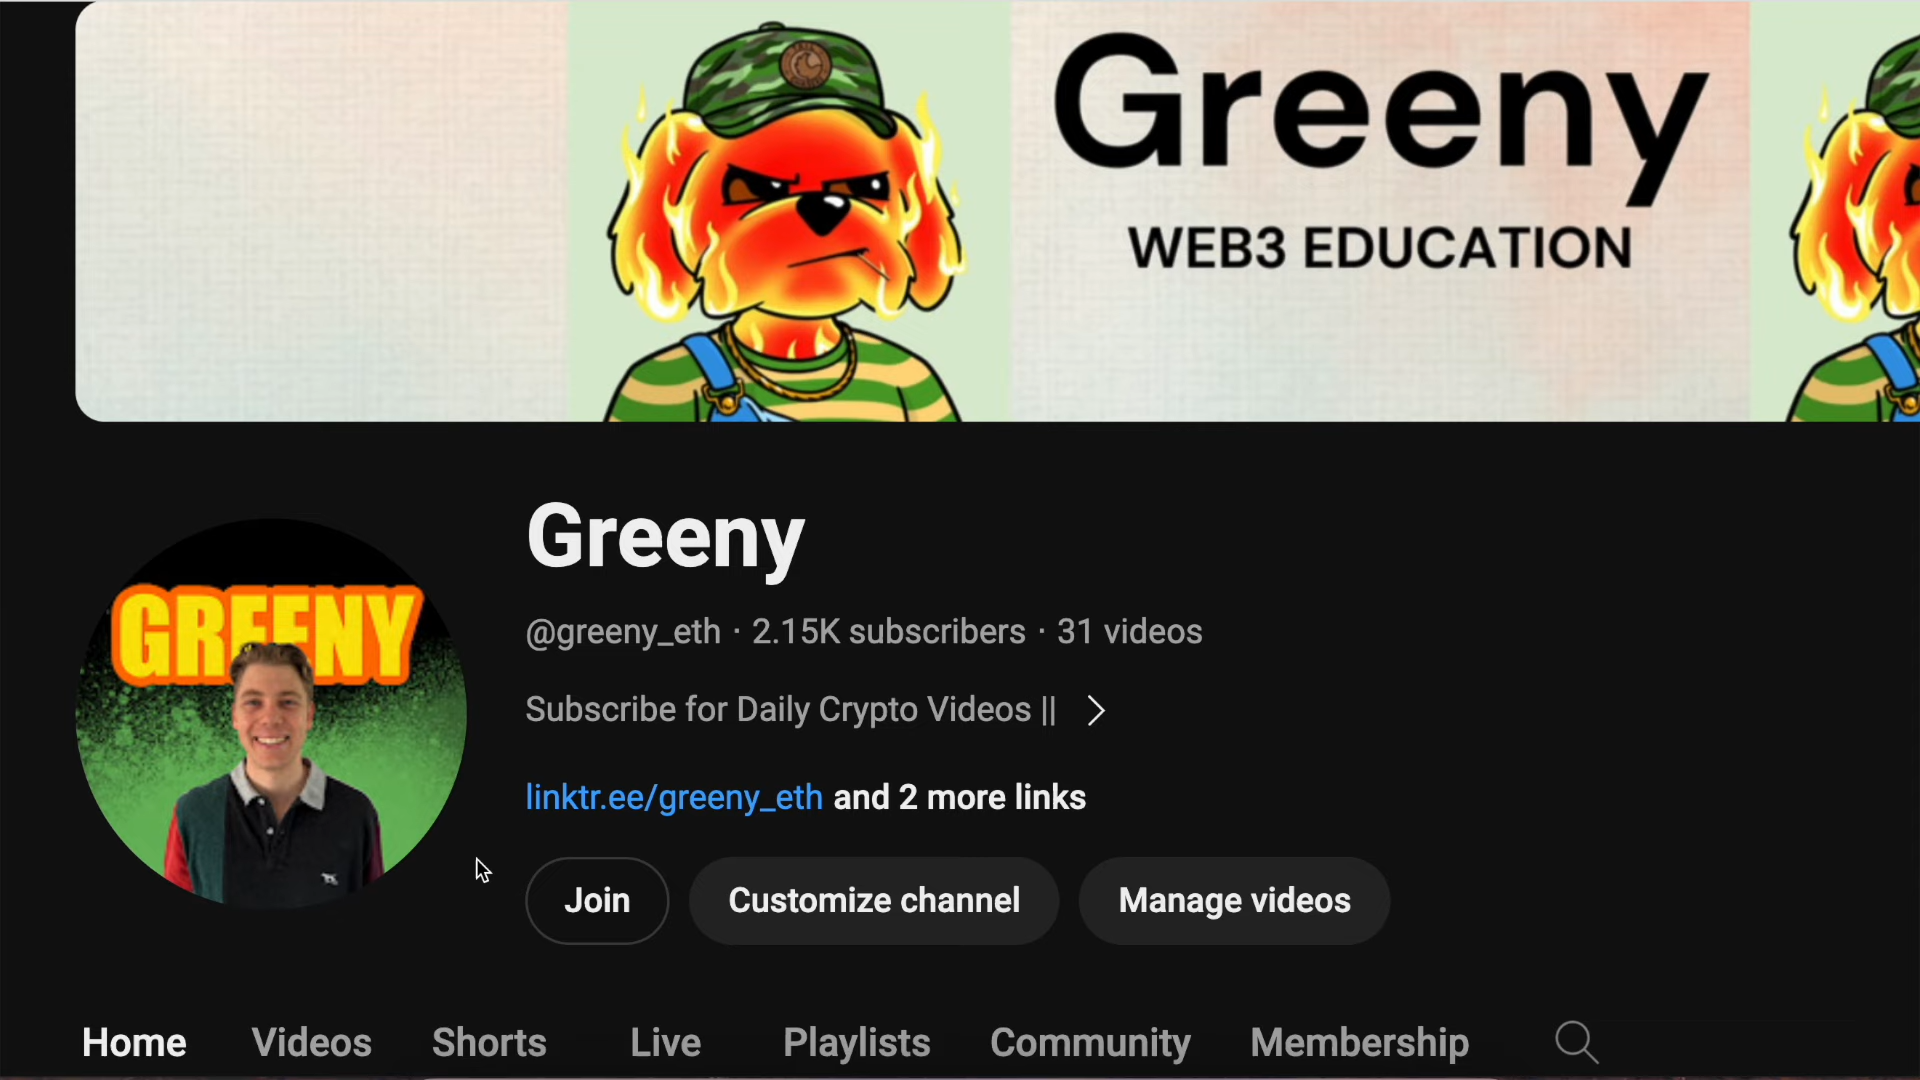 Greeny
WEB3 EDUCATION
GREENY
Greeny
@greeny_eth · 2.15K subscribers · 31 videos
Subscribe for Daily Crypto Videos ||
linktr.ee/greeny_eth and 2 more links
Join Customize channel Manage videos
Home Videos Shorts Live Playlists Community Membership